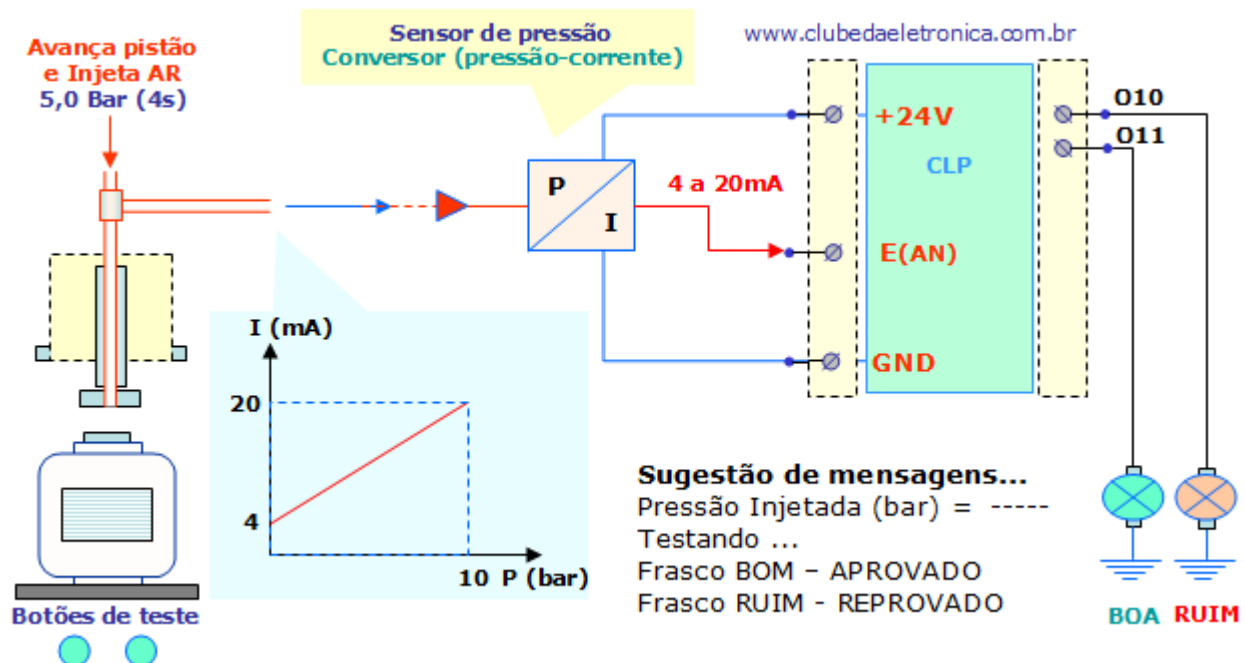 Avança pistão
e Injeta AR
5,0 Bar (4s)
Sensor de pressão
Conversor (pressão-corrente)
www.clubedaeletronica.com.br
+24V
CLP
E(AN)
GND
O10
O11
P
I
4 a 20mA
I (mA)
20
4
10 P (bar)
Sugestão de mensagens...
Pressão Injetada (bar) = -----
Testando ...
Frasco BOM – APROVADO
Frasco RUIM - REPROVADO
BOA RUIM
Botões de teste